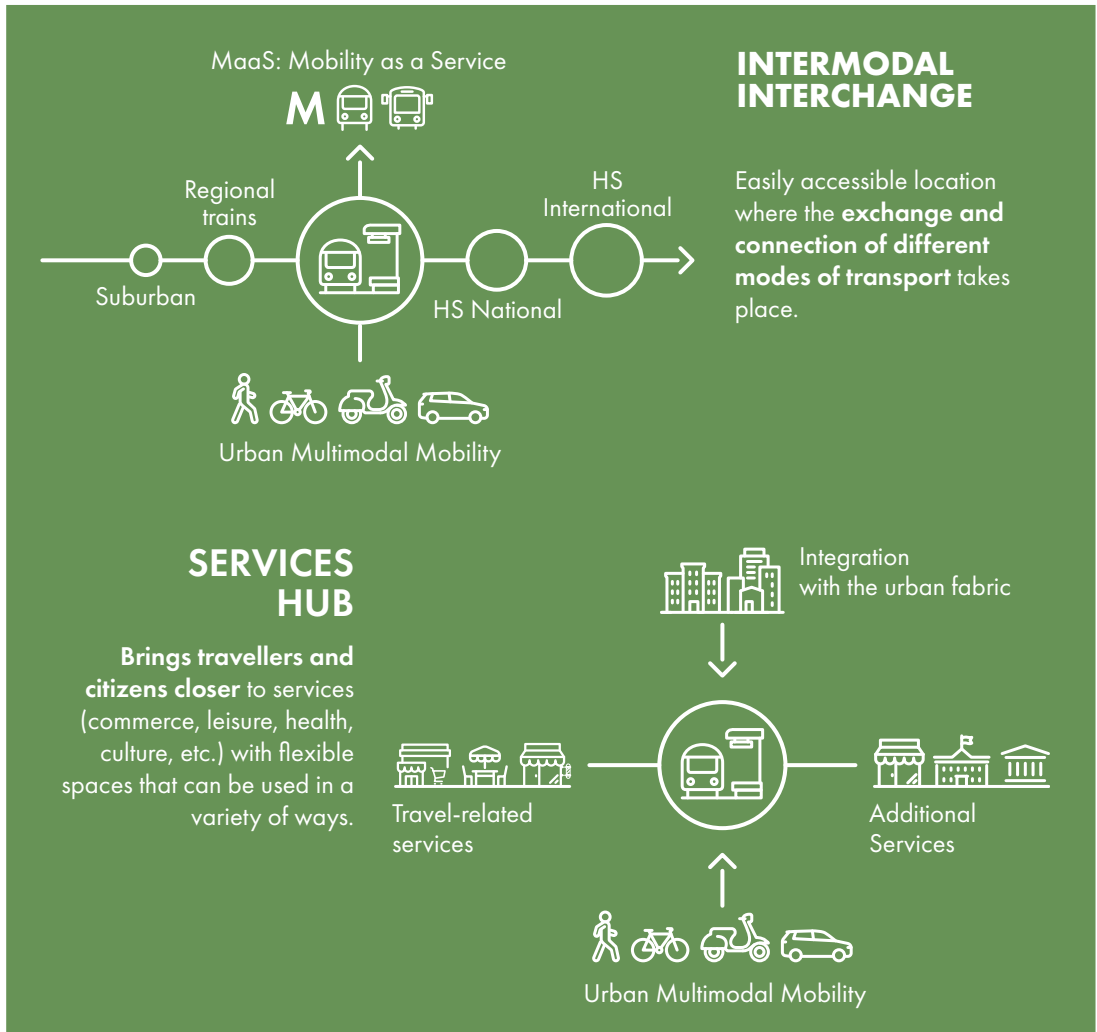 MaaS: Mobility as a Service
M
Regional
trains
Suburban
HS National
HS
International
Urban Multimodal Mobility
INTERMODAL
INTERCHANGE
Easily accessible location
where the exchange and
connection of different
modes of transport takes
place.
SERVICES
HUB
Brings travellers and
citizens closer to services
(commerce, leisure, health,
culture, etc.) with flexible
spaces that can be used in a
variety of ways.
Integration
with the urban fabric
Travel-related
services
Additional
Services
Urban Multimodal Mobility